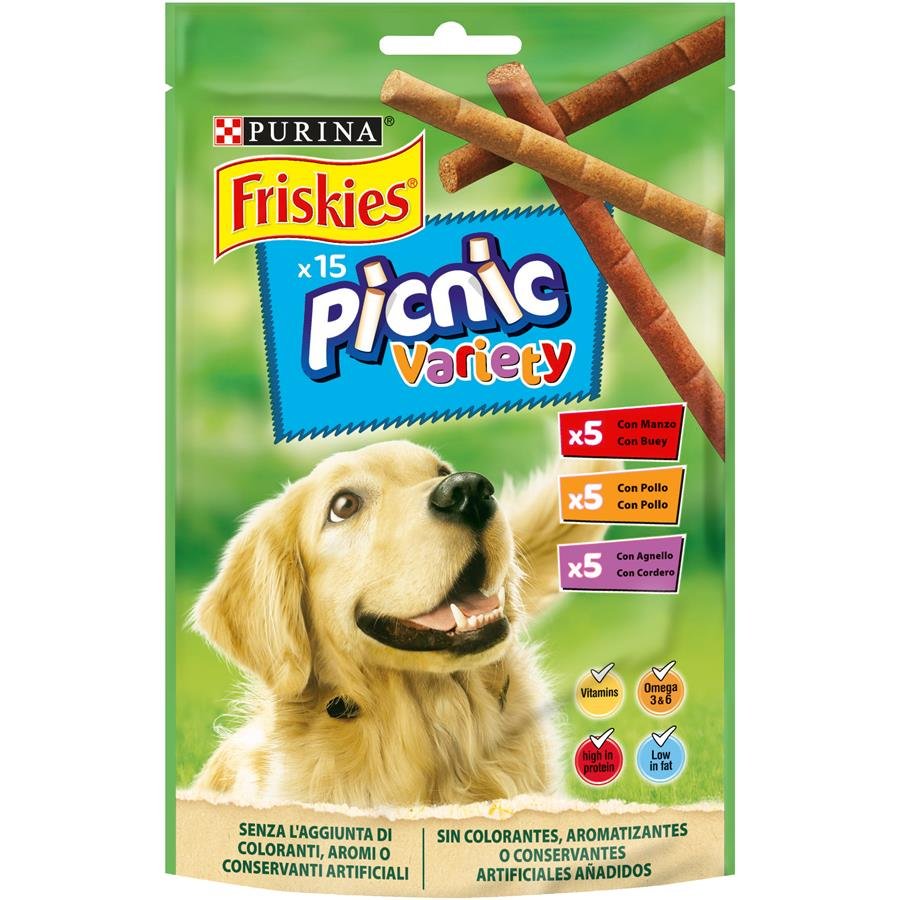 PURINA®
Friskies®
x15
Picnic
Variety
x5
Con Manzo
Con Buey
x5
Con Pollo
Con Pollo
x5
Con Agnello
Con Cordero
Vitamins
Omega
3 & 6
high in
protein
Low
in fat
SENZA L'AGGIUNTA DI
COLORANTI, AROMI O
CONSERVANTI ARTIFICIALI
SIN COLORANTES, AROMATIZANTES
O CONSERVANTES
ARTIFICIALES AÑADIDOS